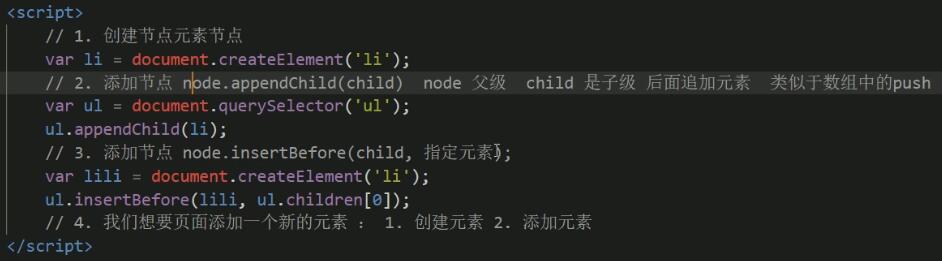 <script>
// 1. 创建节点元素节点
var li = document.createElement('li');
// 2. 添加节点 node.appendChild(child) node 父级 child 是子级 后面追加元素 类似于数组中的push
var ul = document.querySelector('ul');
ul.appendChild(li);
// 3. 添加节点 node.insertBefore(child, 指定元素);
var lili = document.createElement('li');
ul.insertBefore(lili, ul.children[0]);
// 4. 我们想要页面添加一个新的元素 : 1. 创建元素 2. 添加元素
</script>